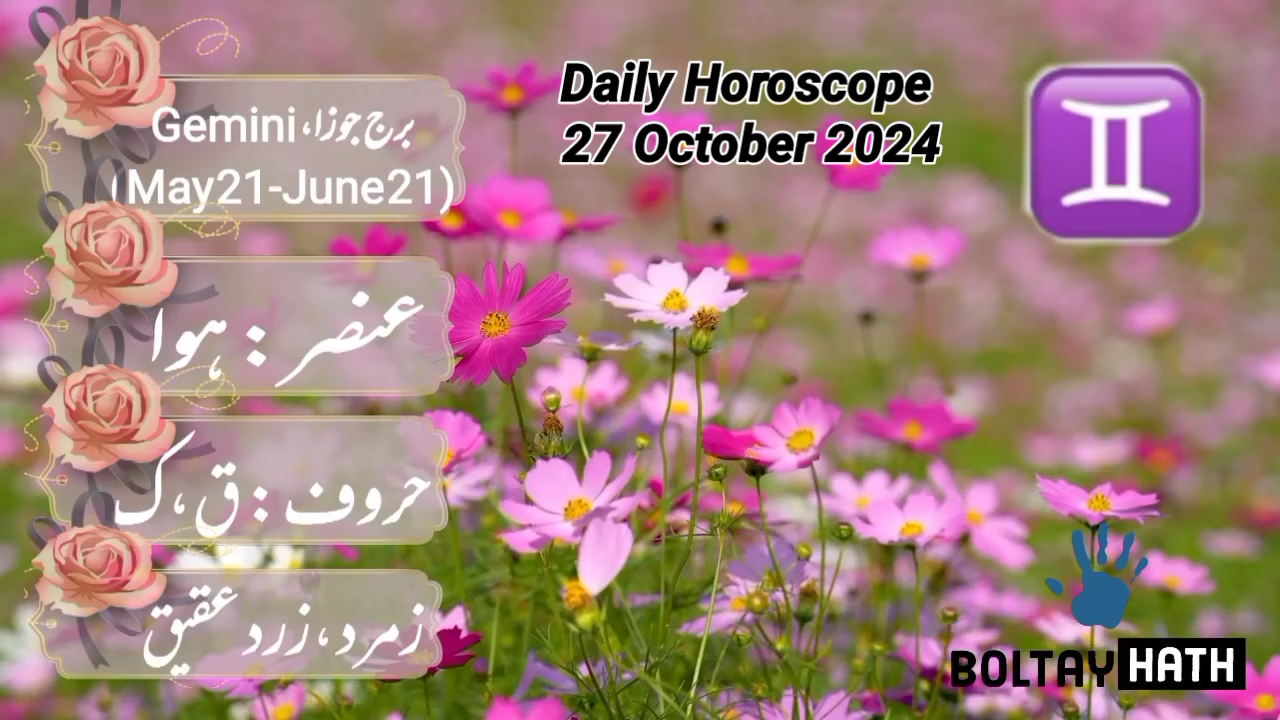 Gemini برج جوزا،
(May21-June21)
Daily Horoscope
27 October 2024
عنصر : ہوا
حروف : ق، ک
زمرد، زرد عقیق
BOLTAY HATH